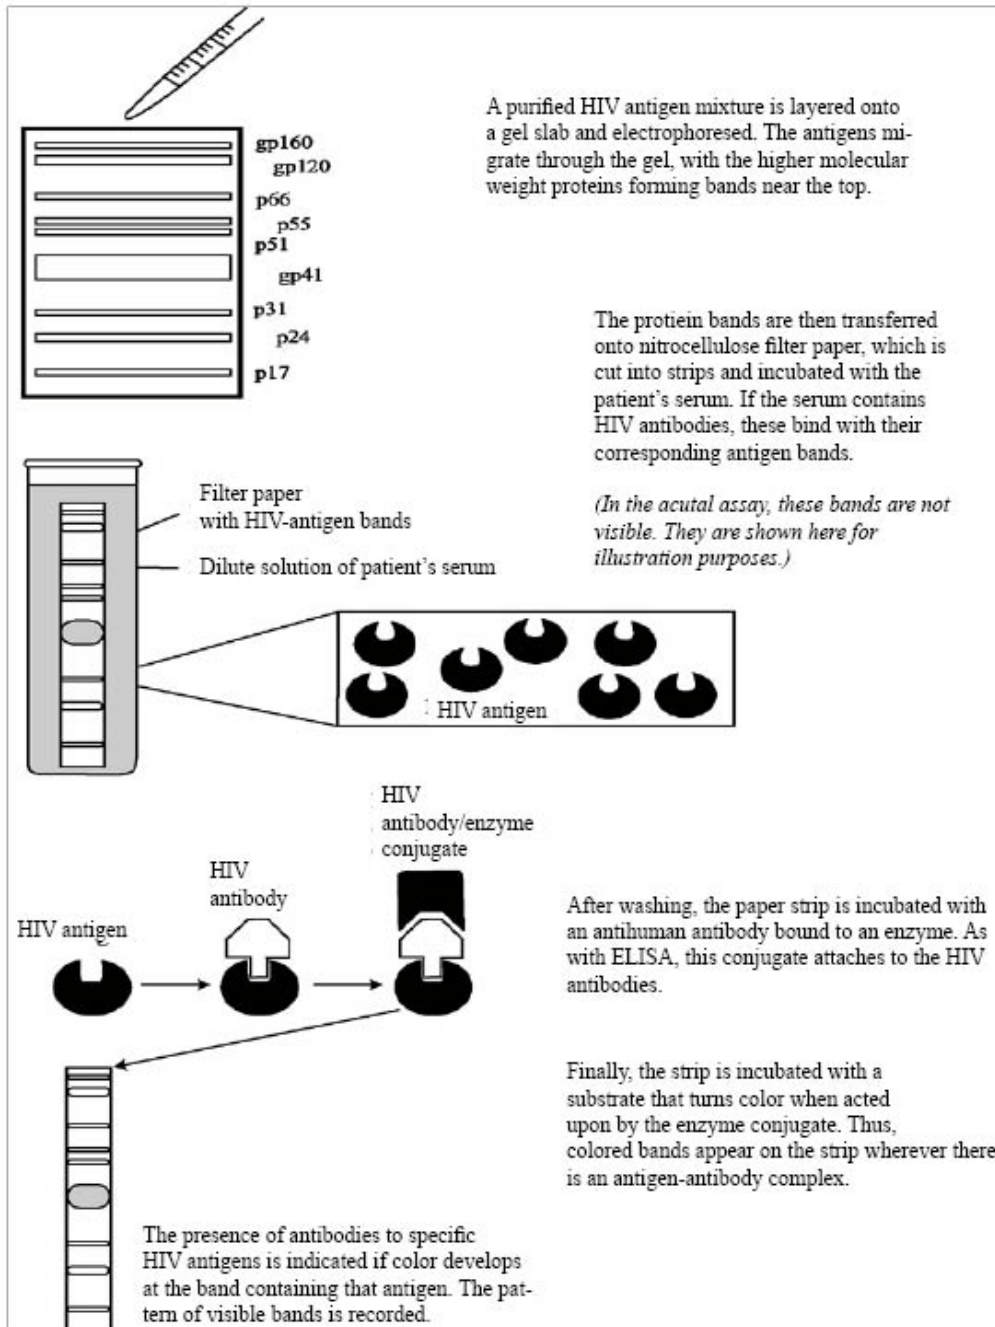 A purified HIV antigen mixture is layered onto
a gel slab and electrophoresed. The antigens mi-
grate through the gel, with the higher molecular
weight proteins forming bands near the top.
gp160
gp120
p66
p55
p51
gp41
p31
p24
p17
The protiein bands are then transferred
onto nitrocellulose filter paper, which is
cut into strips and incubated with the
patient's serum. If the serum contains
HIV antibodies, these bind with their
corresponding antigen bands.
(In the acutal assay, these bands are not
visible. They are shown here for
illustration purposes.)
Filter paper
with HIV-antigen bands
Dilute solution of patient's serum
HIV antigen
HIV
antibody/enzyme
conjugate
HIV
antibody
HIV antigen
After washing, the paper strip is incubated with
an antihuman antibody bound to an enzyme. As
with ELISA, this conjugate attaches to the HIV
antibodies.
Finally, the strip is incubated with a
substrate that turns color when acted
upon by the enzyme conjugate. Thus,
colored bands appear on the strip wherever there
is an antigen-antibody complex.
The presence of antibodies to specific
HIV antigens is indicated if color develops
at the band containing that antigen. The pat-
tern of visible bands is recorded.